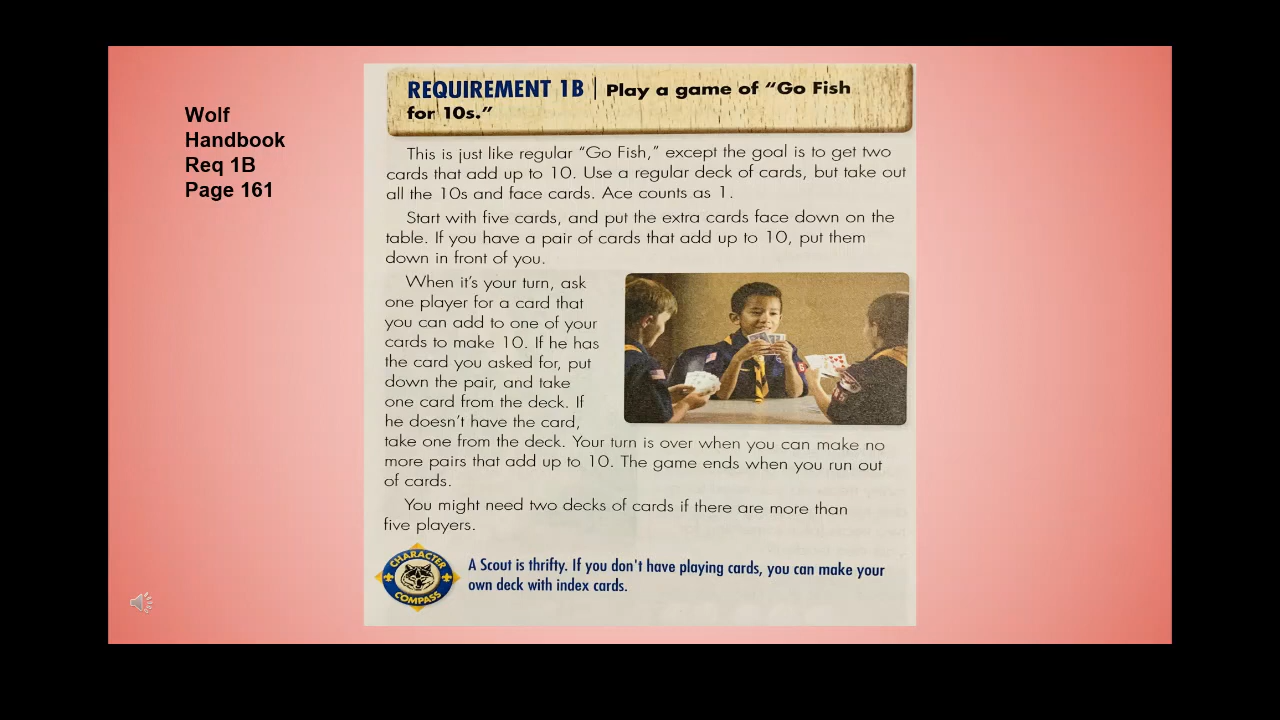 Wolf
Handbook
Req 1B
Page 161
REQUIREMENT 1B | Play a game of “Go Fish
for 10s.”
This is just like regular “Go Fish,” except the goal is to get two
cards that add up to 10. Use a regular deck of cards, but take out
all the 10s and face cards. Ace counts as 1.
Start with five cards, and put the extra cards face down on the
table. If you have a pair of cards that add up to 10, put them
down in front of you.
When it’s your turn, ask
one player for a card that
you can add to one of your
cards to make 10. If he has
the card you asked for, put
down the pair, and take
one card from the deck. If
he doesn’t have the card,
take one from the deck. Your turn is over when you can make no
more pairs that add up to 10. The game ends when you run out
of cards.
You might need two decks of cards if there are more than
five players.
CHARACTER
COMPASS
A Scout is thrifty. If you don't have playing cards, you can make your
own deck with index cards.